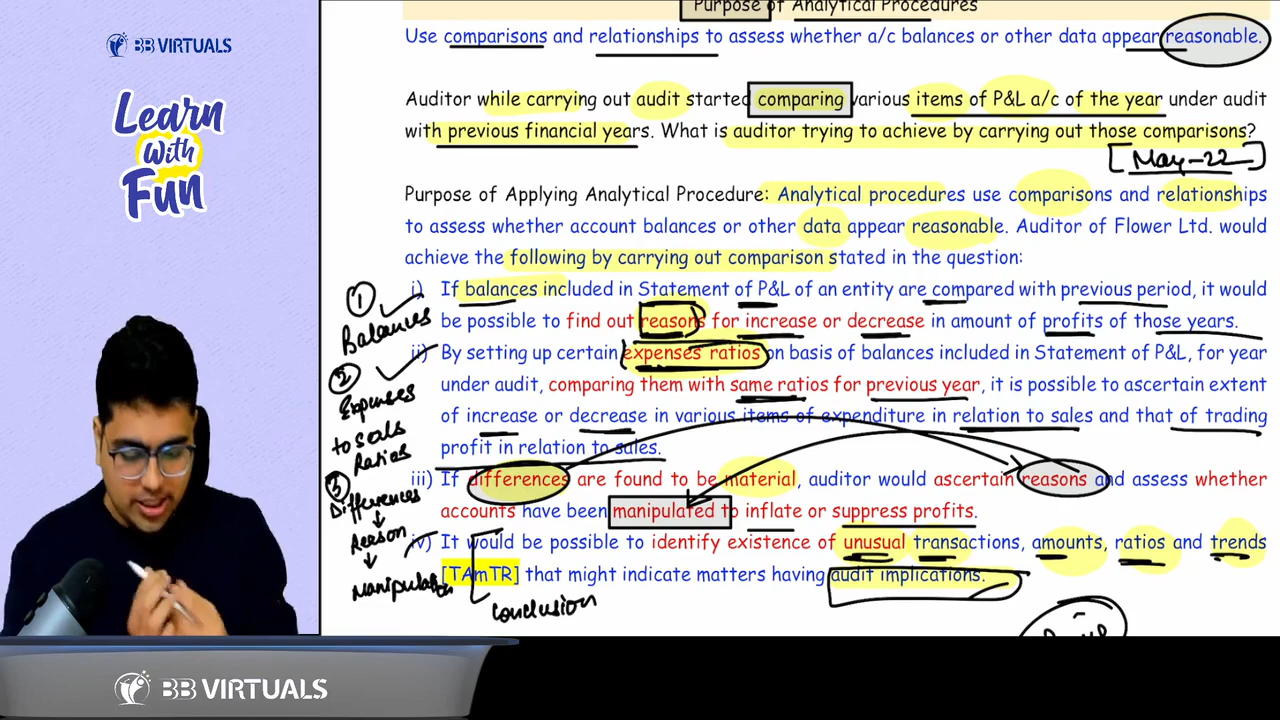 BB VIRTUALS
Learn
With
Fun
Purpose of Analytical Procedures
Use comparisons and relationships to assess whether a/c balances or other data appear reasonable.
Auditor while carrying out audit started comparing various items of P&L a/c of the year under audit
with previous financial years. What is auditor trying to achieve by carrying out those comparisons?
[May-22]
Purpose of Applying Analytical Procedure: Analytical procedures use comparisons and relationships
to assess whether account balances or other data appear reasonable. Auditor of Flower Ltd. would
achieve the following by carrying out comparison stated in the question:
i) If balances included in Statement of P&L of an entity are compared with previous period, it would
be possible to find out reasons for increase or decrease in amount of profits of those years.
ii) By setting up certain expenses ratios on basis of balances included in Statement of P&L, for year
under audit, comparing them with same ratios for previous year, it is possible to ascertain extent
of increase or decrease in various items of expenditure in relation to sales and that of trading
profit in relation to sales.
iii) If differences are found to be material, auditor would ascertain reasons and assess whether
accounts have been manipulated to inflate or suppress profits.
iv) It would be possible to identify existence of unusual transactions, amounts, ratios and trends
[TAmTR] that might indicate matters having audit implications.
1
Balances
2
Expenses
to Sales
Ratios
3
Differences
Reason
Manipulation
Conclusion
BB VIRTUALS